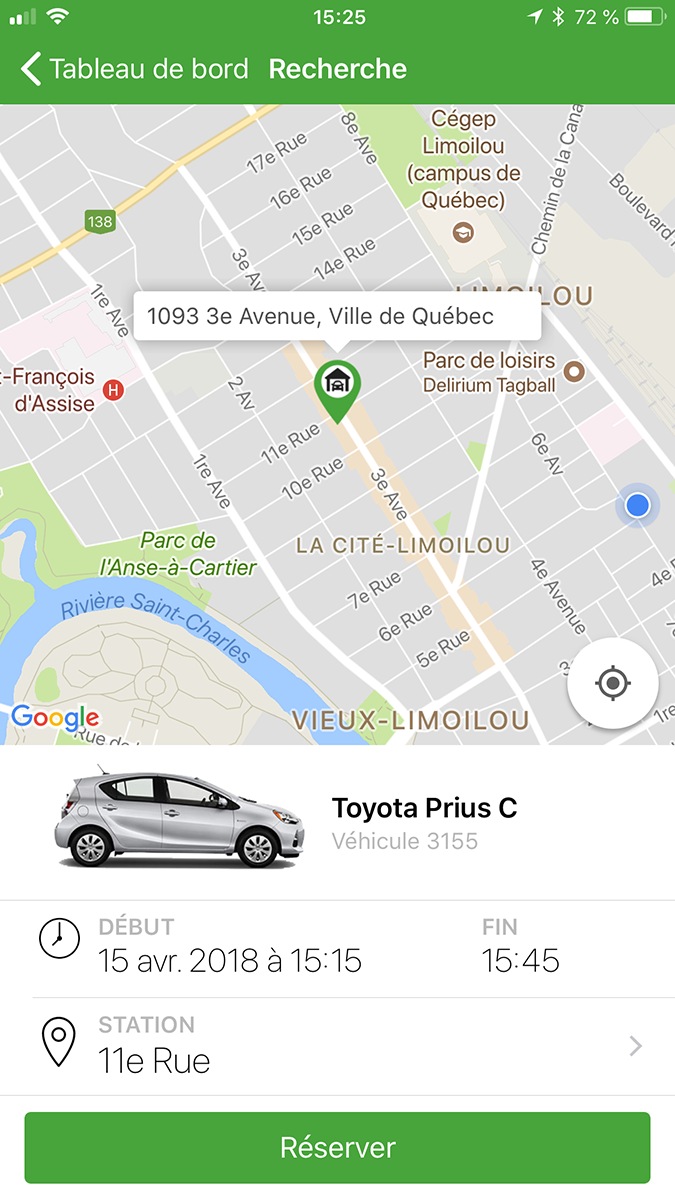 15:25
72 %
Tableau de bord
Recherche
Cégep
Limoilou
(campus de
Québec)
8e Ave
17e Rue
16e Rue
15e Rue
14e Rue
Chemin de la Cana
Boulevard
138
3e Av
1re Ave
LIMOILOU
1093 3e Avenue, Ville de Québec
t-François
d'Assise
H
Parc de loisirs
Delirium Tagball
2 Av
11e Rue
10e Rue
1re Ave
3e Ave
6e Av
Parc de
l'Anse-à-Cartier
LA CITÉ-LIMOILOU
Rivière Saint-Charles
7e Rue
6e Rue
5e Rue
4e Avenue
4e
1re
Google
Rue de
VIEUX-LIMOILOU
Toyota Prius C
Véhicule 3155
DÉBUT
FIN
15 avr. 2018 à 15:15
15:45
STATION
11e Rue
Réserver